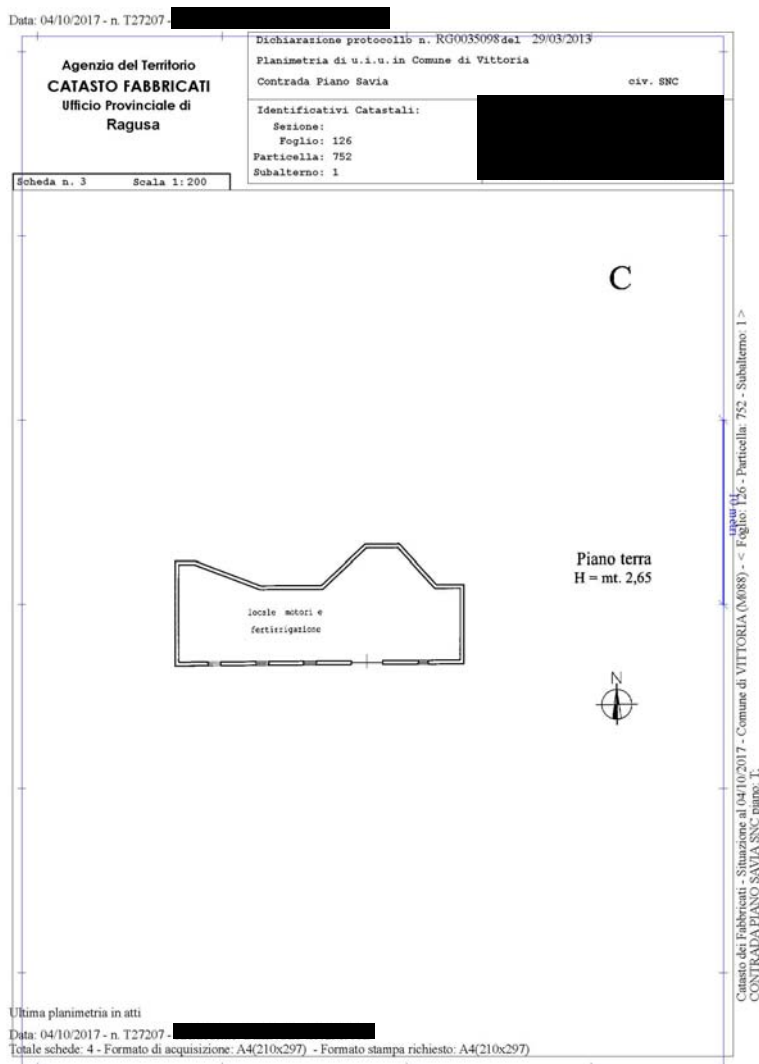 Data: 04/10/2017 - n. T27207 -
Agenzia del Territorio
CATASTO FABBRICATI
Ufficio Provinciale di
Ragusa
Dichiarazione protocollo n. RG0035098 del 29/03/2013
Planimetria di u.i.u. in Comune di Vittoria
Contrada Piano Savia civ. SNC
Identificativi Catastali:
Sezione:
Foglio: 126
Particella: 752
Subalterno: 1
Scheda n. 3 Scala 1:200
C
10 metri
Piano terra
H = mt. 2,65
locale motori e
fertirrigazione
N
Catasto dei Fabbricati - Situazione al 04/10/2017 - Comune di VITTORIA (M088) - < Foglio: 126 - Particella: 752 - Subalterno: 1 >
CONTRADA PIANO SAVIA SNC piano: T;
Ultima planimetria in atti
Data: 04/10/2017 - n. T27207 -
Totale schede: 4 - Formato di acquisizione: A4(210x297) - Formato stampa richiesto: A4(210x297)